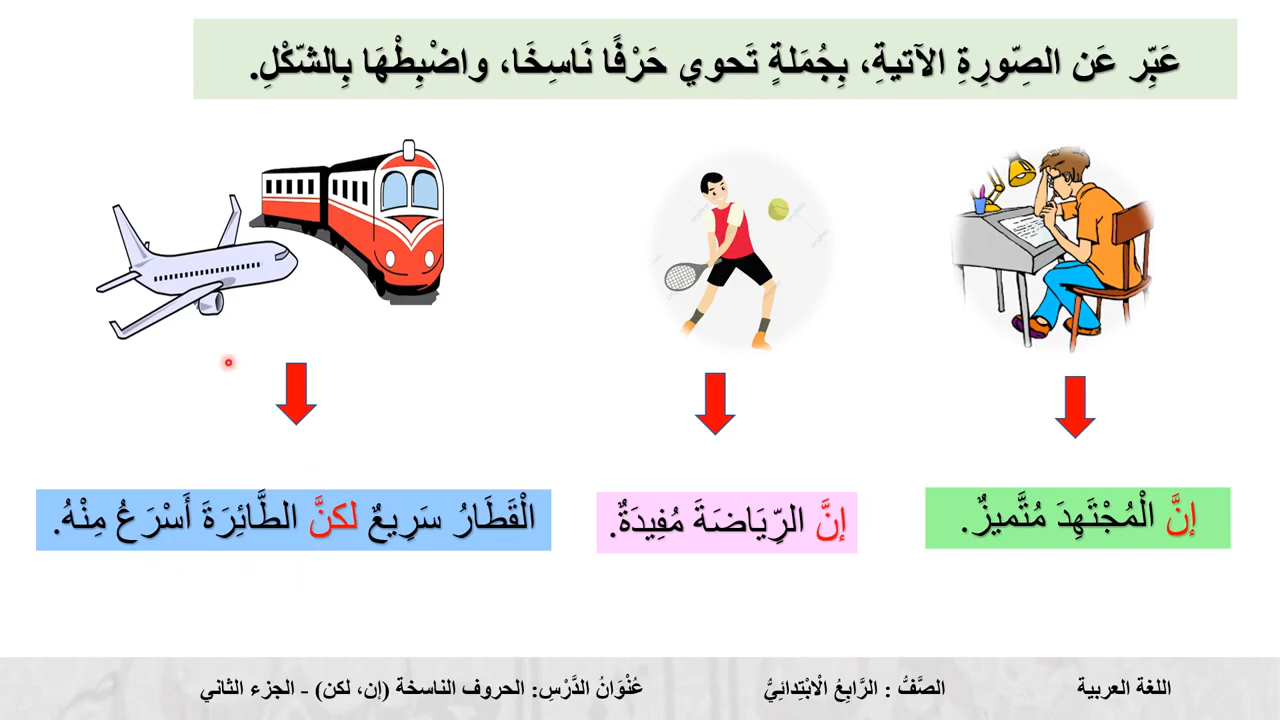 عَبِّر عَن الصِّورِةِ الآتيةِ، بِجُمَلةٍ تَحوي حَرْفًا نَاسِخَا، واضْبِطْهَا بِالشّكْلِ.
إنَّ الْمُجْتَهِدَ مُتَّميزٌ.
إنَّ الرِّيَاضَةَ مُفِيدَةٌ.
الْقَطَارُ سَرِيعٌ لكنَّ الطَّائِرَةَ أَسْرَعُ مِنْهُ.
اللغة العربية
الصَّفُّ : الرَّابِعُ الْابْتِدائِيُّ
عُنْوَانُ الدَّرْسِ: الحروف الناسخة (إن، لكن) - الجزء الثاني